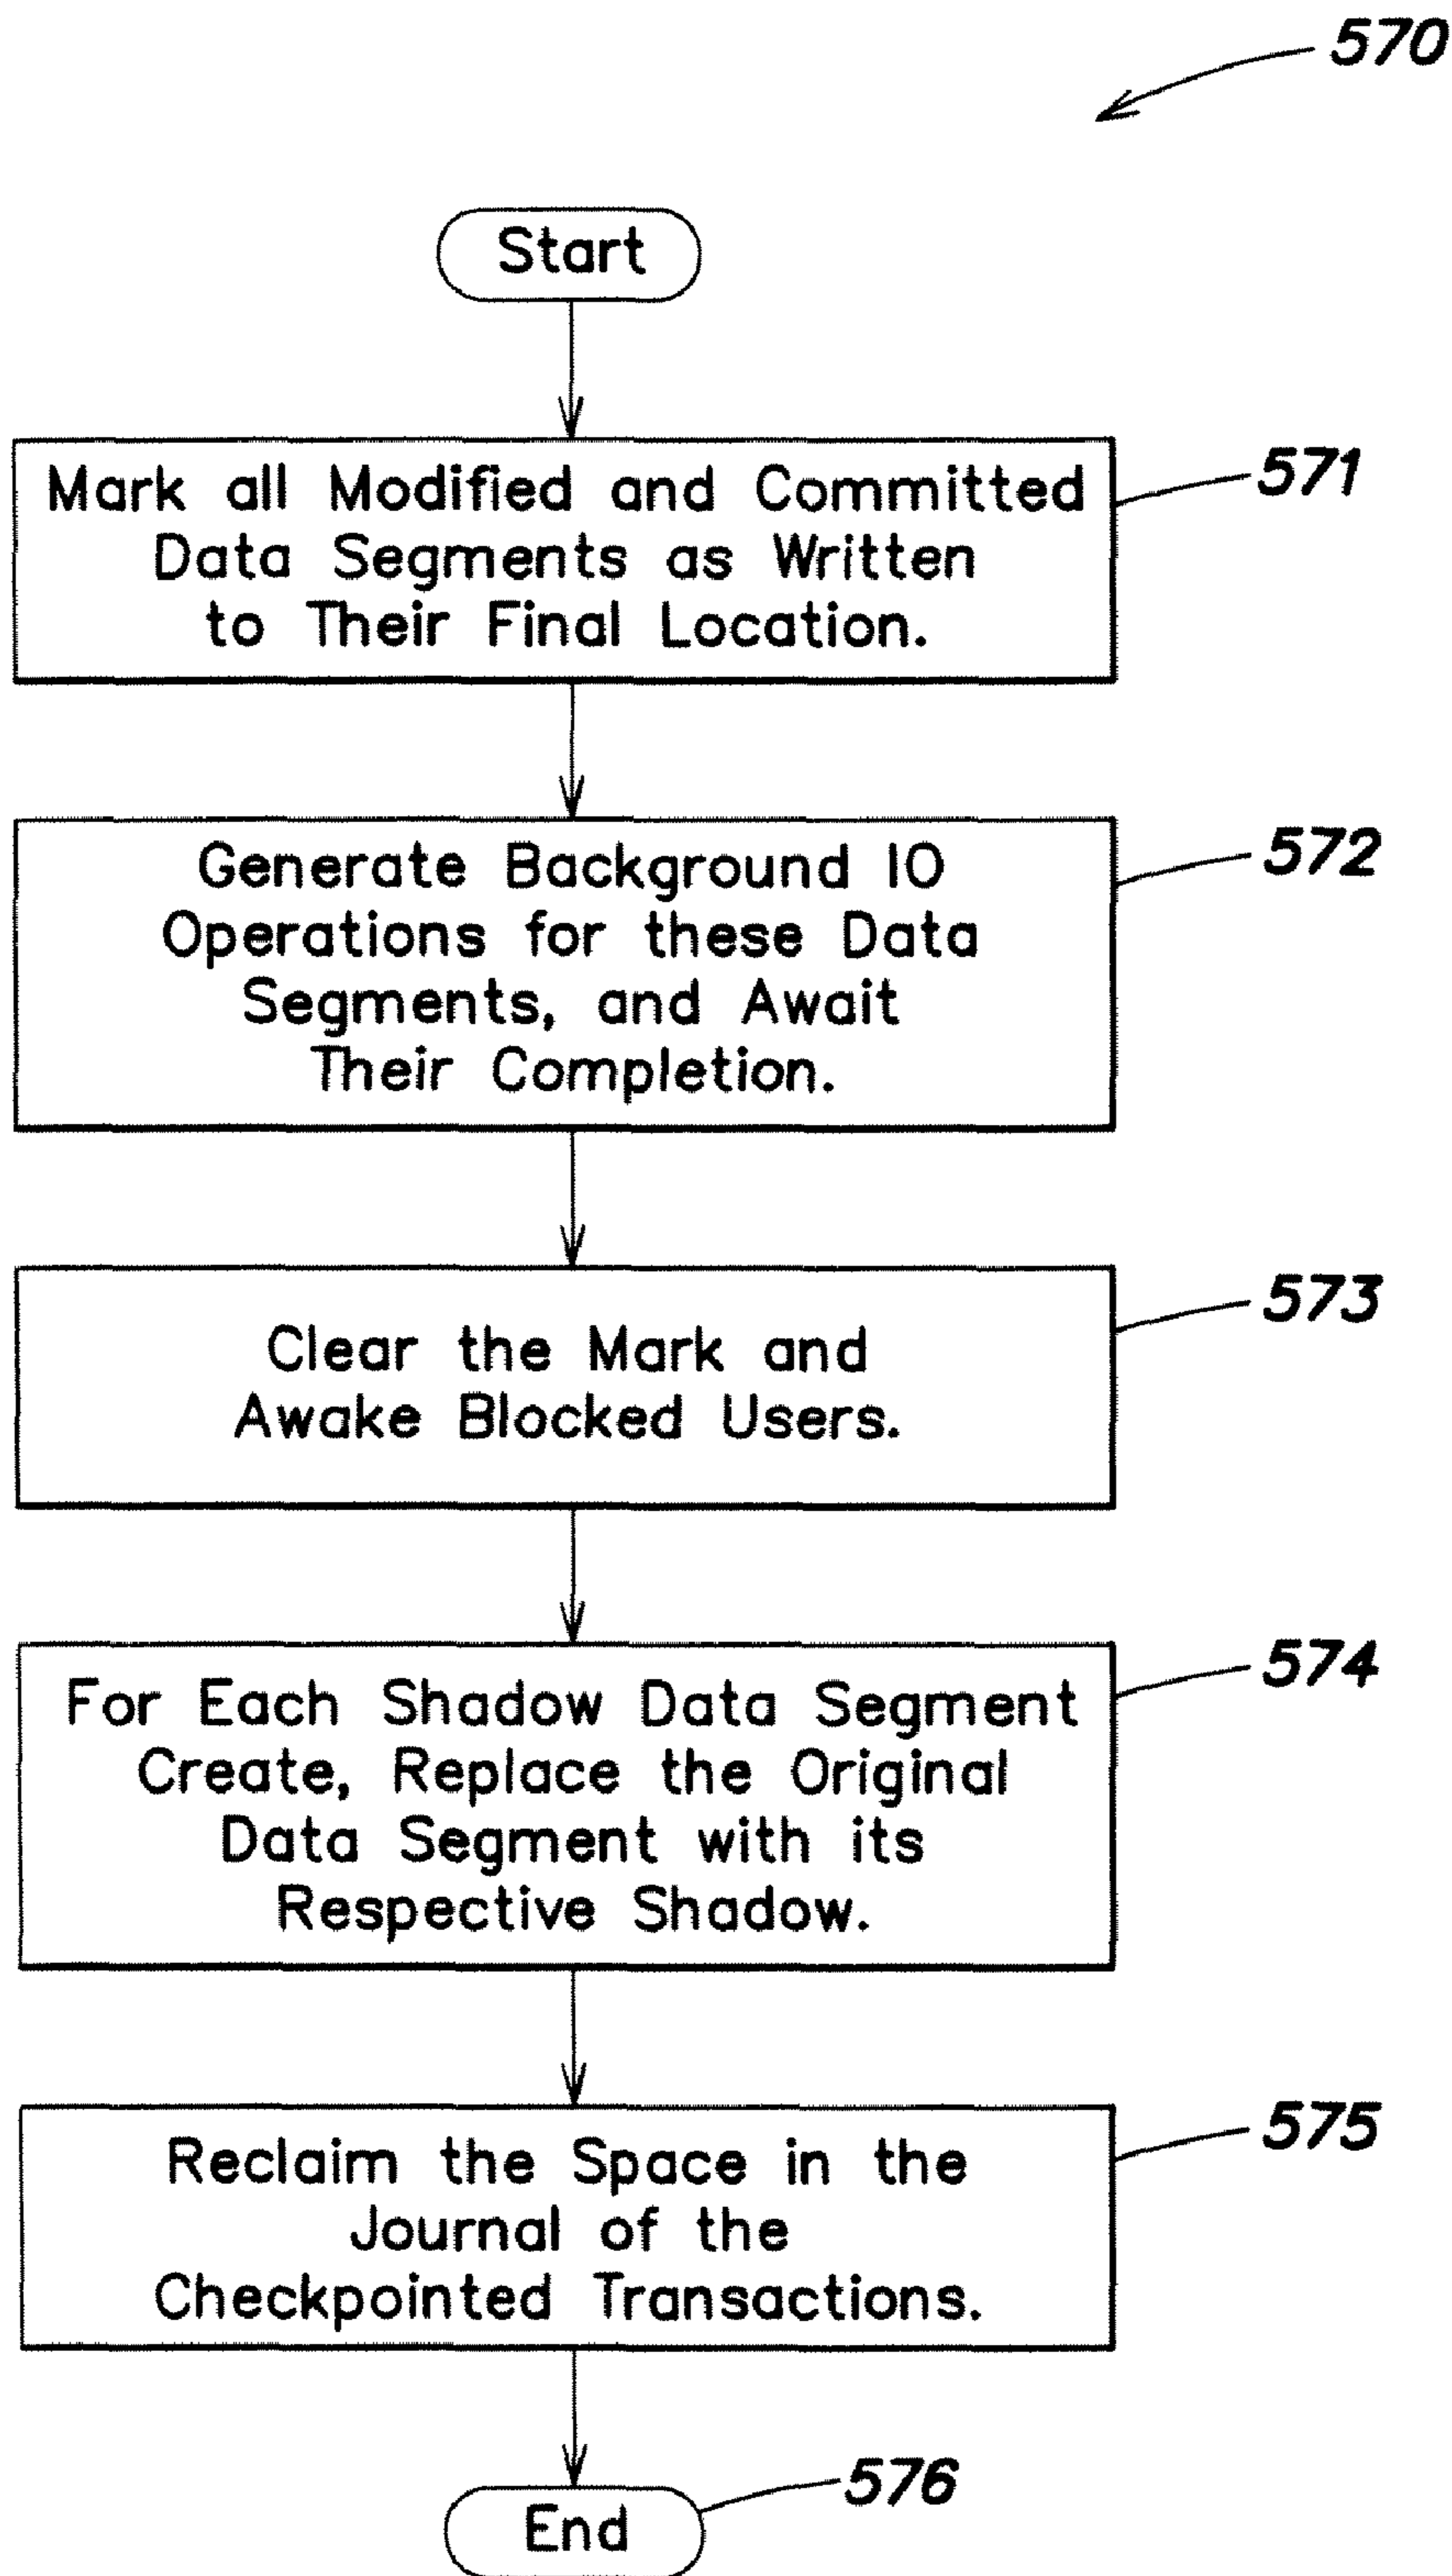 570
Start
Mark all Modified and Committed
Data Segments as Written
to Their Final Location.
571
Generate Background IO
Operations for these Data
Segments, and Await
Their Completion.
572
Clear the Mark and
Awake Blocked Users.
573
For Each Shadow Data Segment
Create, Replace the Original
Data Segment with its
Respective Shadow.
574
Reclaim the Space in the
Journal of the
Checkpointed Transactions.
575
End
576